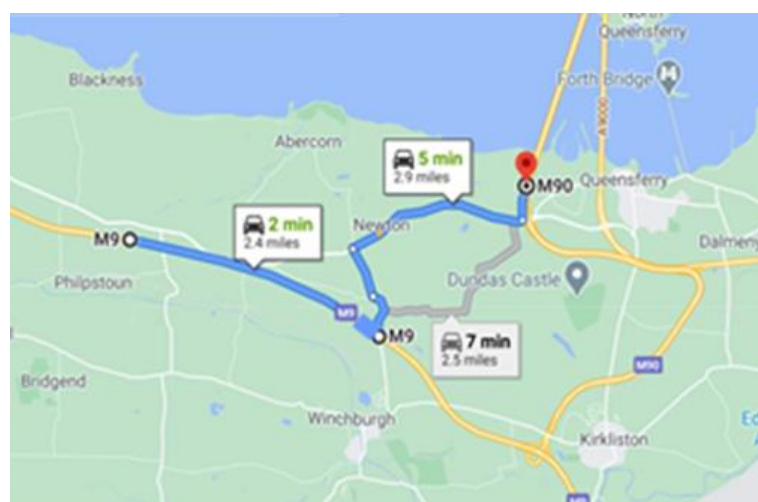 North
Queensferry
Blackness
Forth Bridge
A9000
Abercorn
5 min
2.9 miles
M90
Queensferry
2 min
2.4 miles
Newton
M9
Dalmeny
Philpstoun
Dundas Castle
M9
M9
7 min
2.5 miles
M90
Bridgend
Winchburgh
Kirkliston
M9